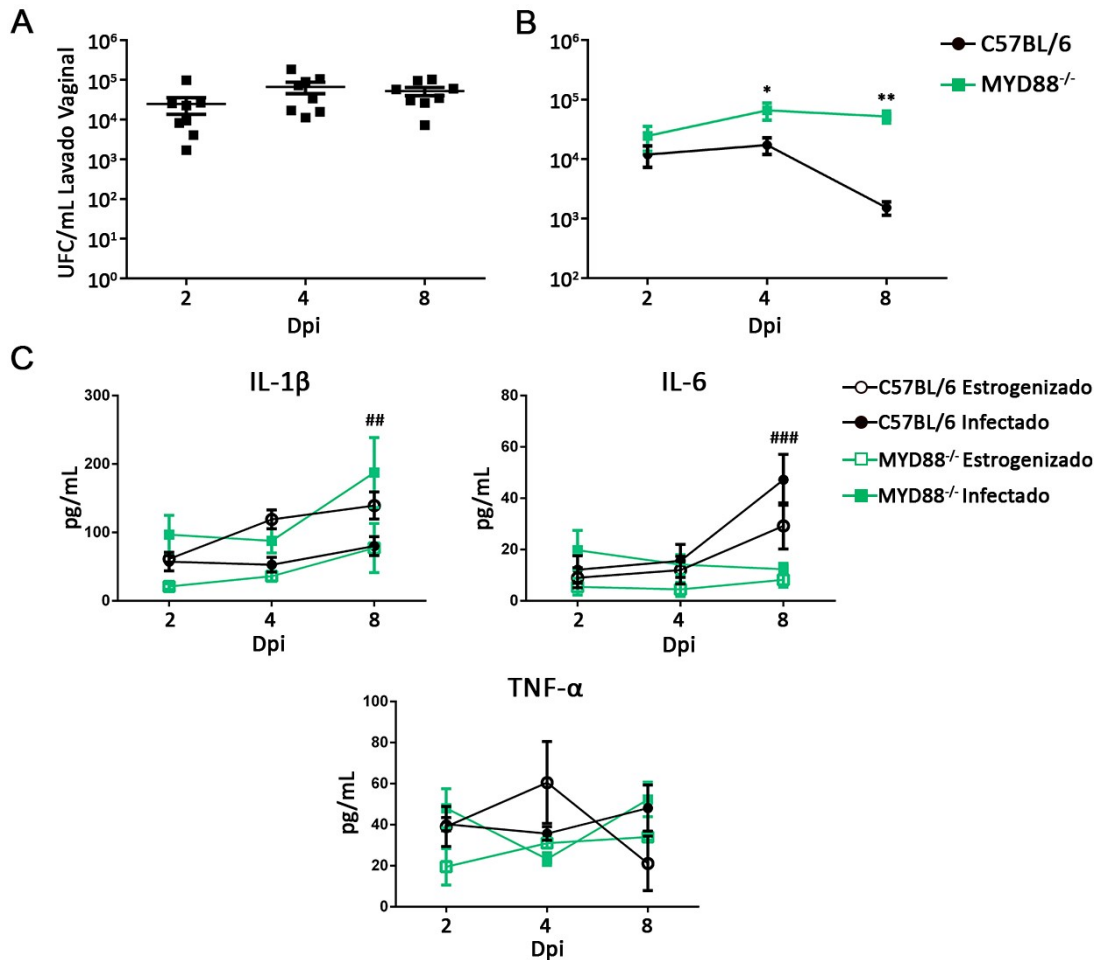 A
UFC/mL Lavado Vaginal
10⁶
10⁵
10⁴
10³
10²
10¹
10⁰
2 4 8
Dpi
B
10⁶
10⁵
10⁴
10³
10²
* **
2 4 8
Dpi
C57BL/6
MYD88⁻/⁻
C
IL-1β
pg/mL
300
200
100
0
##
2 4 8
Dpi
IL-6
pg/mL
80
60
40
20
0
###
2 4 8
Dpi
C57BL/6 Estrogenizado
C57BL/6 Infectado
MYD88⁻/⁻ Estrogenizado
MYD88⁻/⁻ Infectado
TNF-α
pg/mL
100
80
60
40
20
0
2 4 8
Dpi